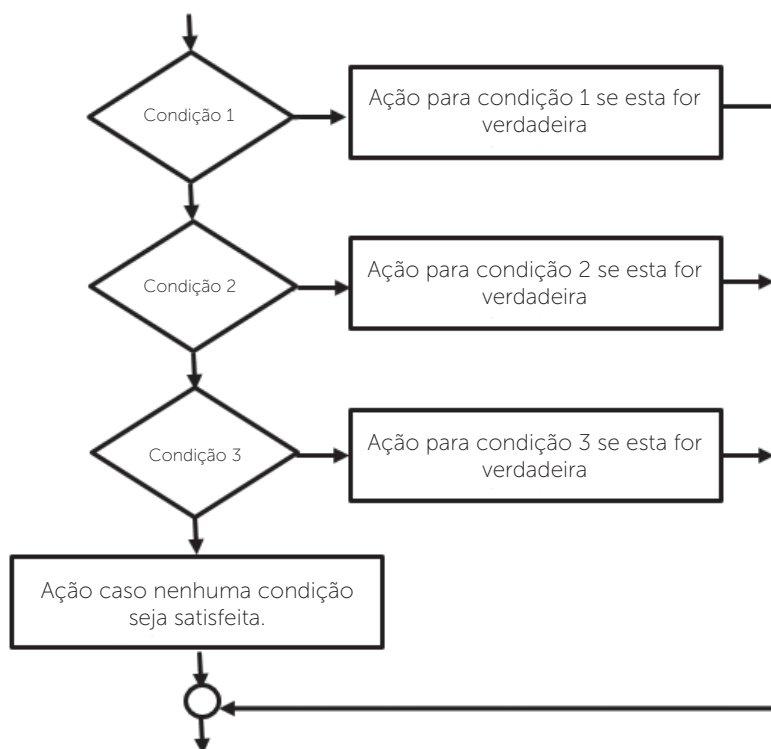 Condição 1
Ação para condição 1 se esta for
verdadeira
Condição 2
Ação para condição 2 se esta for
verdadeira
Condição 3
Ação para condição 3 se esta for
verdadeira
Ação caso nenhuma condição
seja satisfeita.